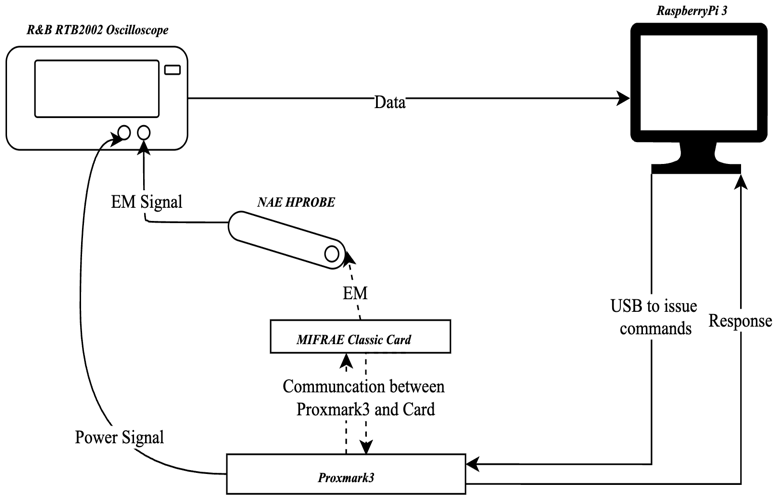 R&B RTB2002 Oscilloscope
RaspberryPi 3
Data
EM Signal
NAE HPROBE
EM
MIFRAE Classic Card
USB to issue
commands
Response
Communcation between
Proxmark3 and Card
Power Signal
Proxmark3